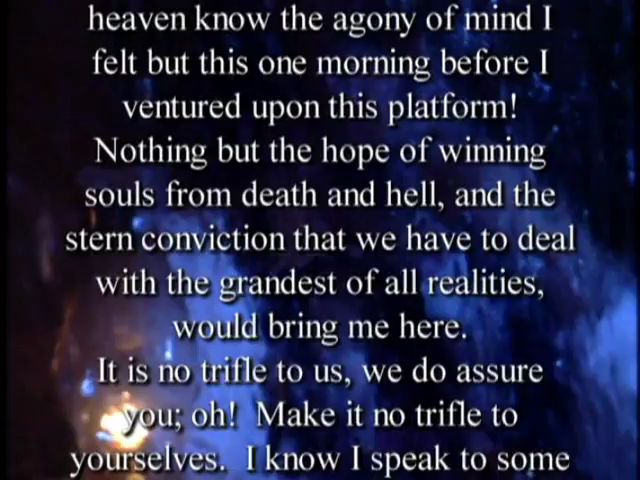 heaven know the agony of mind I
felt but this one morning before I
ventured upon this platform!
Nothing but the hope of winning
souls from death and hell, and the
stern conviction that we have to deal
with the grandest of all realities,
would bring me here.
It is no trifle to us, we do assure
you; oh!  Make it no trifle to
yourselves.  I know I speak to some